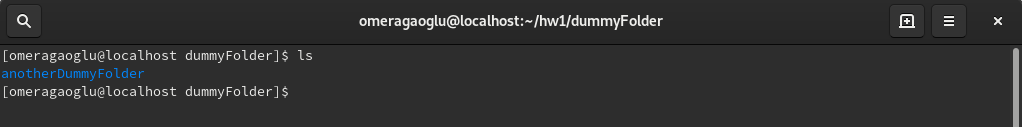 omeragaoglu@localhost:~/hw1/dummyFolder
[omeragaoglu@localhost dummyFolder]$ ls
anotherDummyFolder
[omeragaoglu@localhost dummyFolder]$